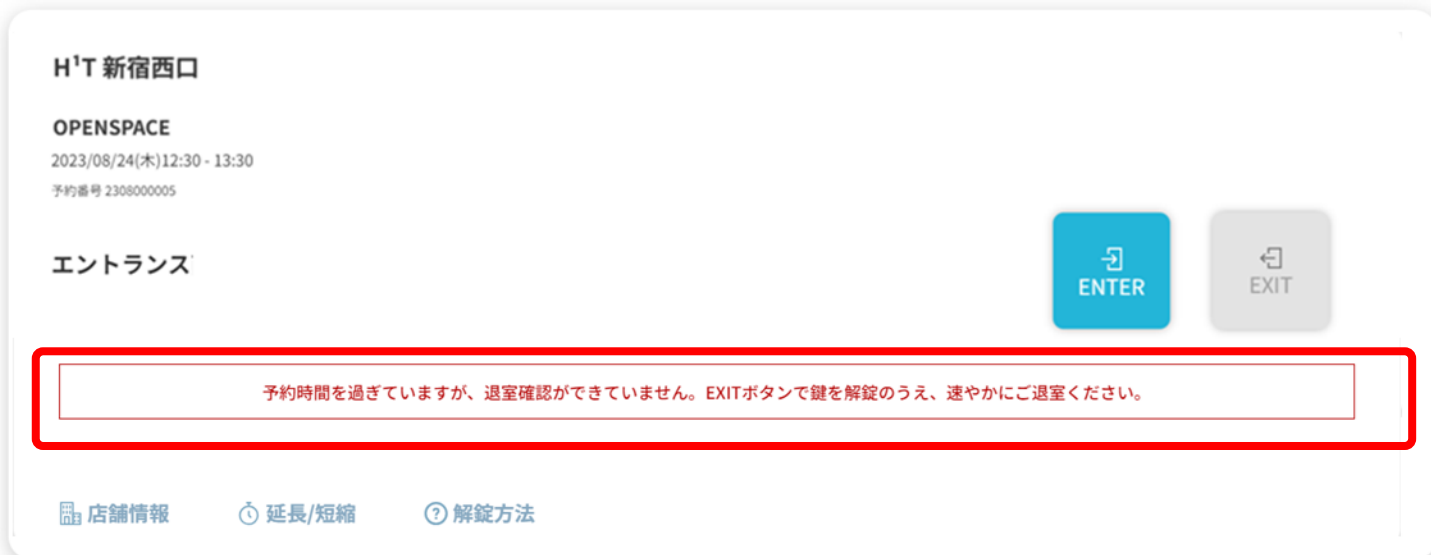 H¹T 新宿西口
OPENSPACE
2023/08/24(木)12:30 - 13:30
予約番号 2308000005
エントランス
ENTER
EXIT
予約時間を過ぎていますが、退室確認ができていません。EXITボタンで鍵を解錠のうえ、速やかにご退室ください。
店舗情報
延長/短縮
解錠方法